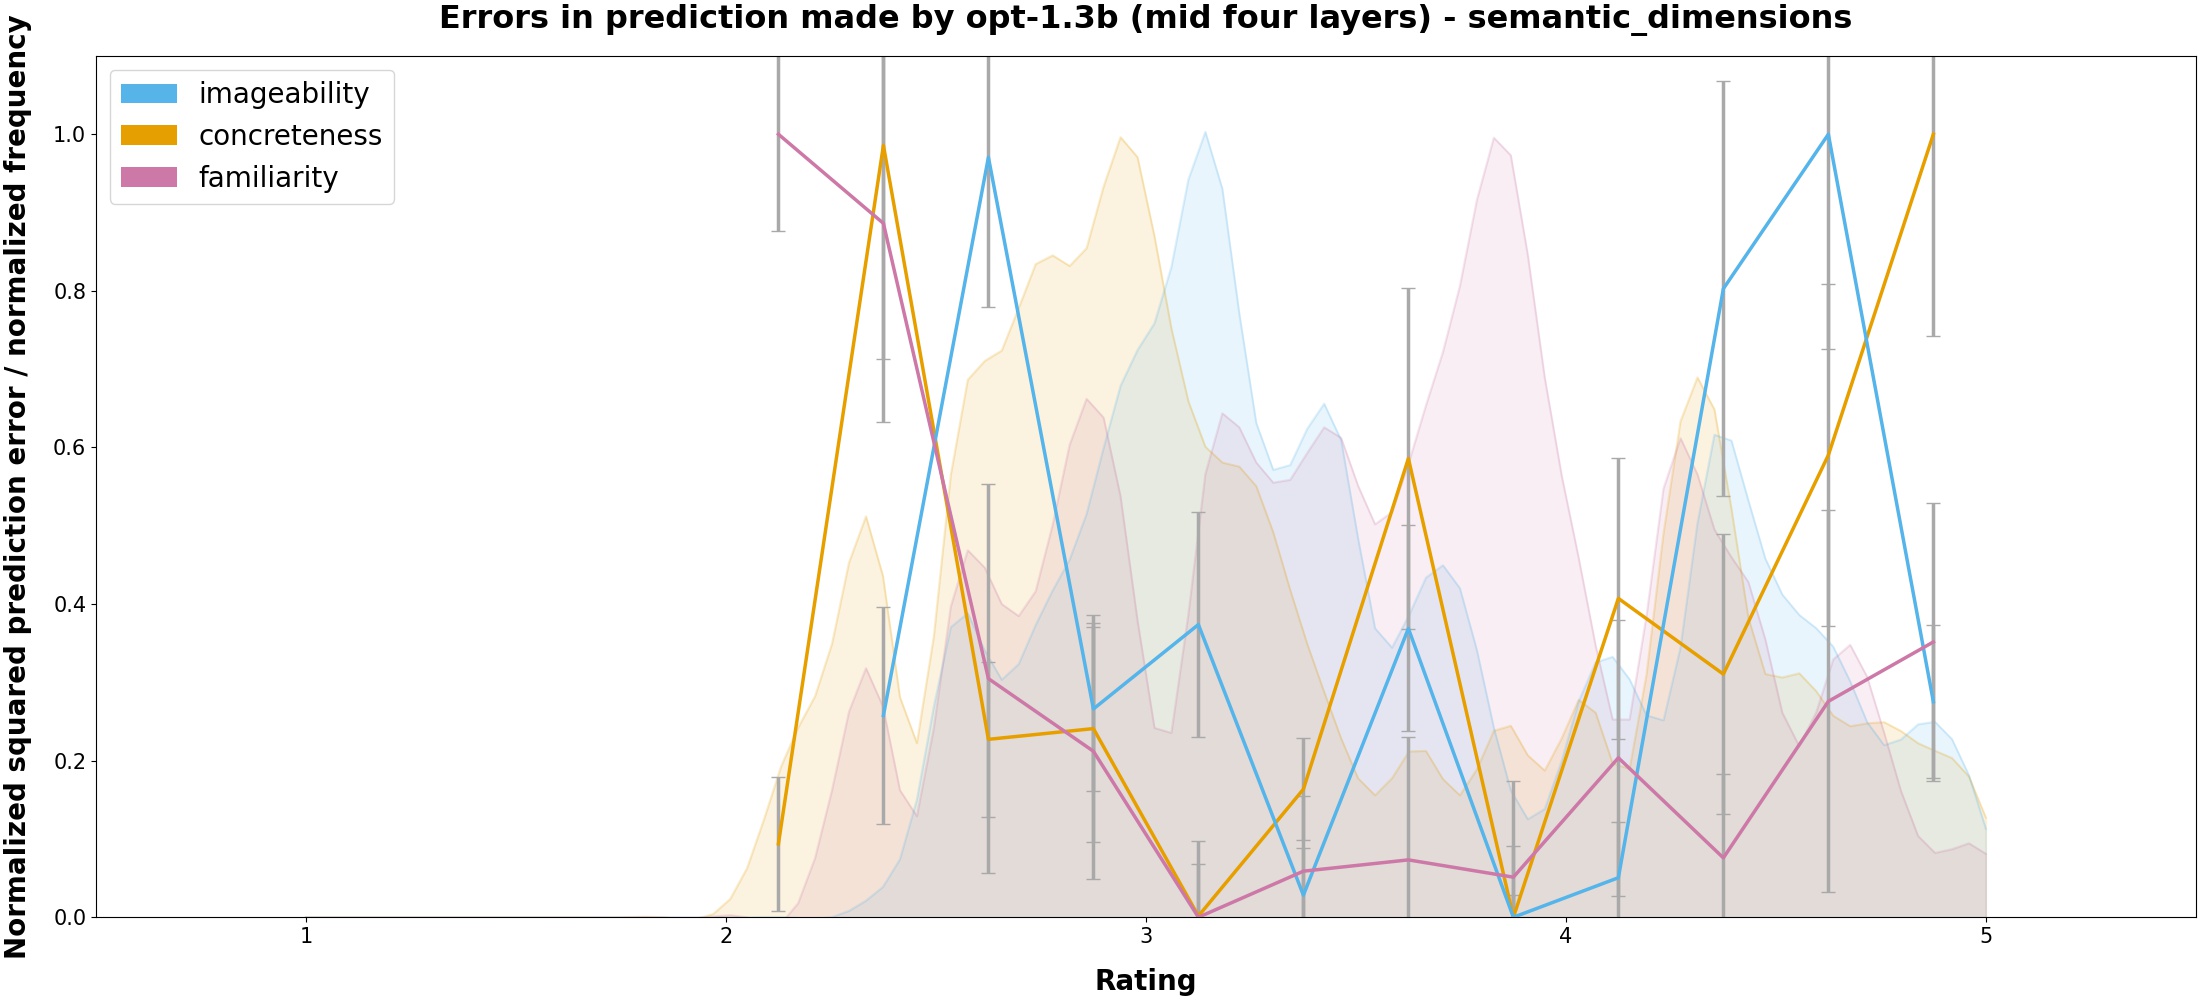 Errors in prediction made by opt-1.3b (mid four layers) - semantic_dimensions
Normalized squared prediction error / normalized frequency
imageability
concreteness
familiarity
1.0
0.8
0.6
0.4
0.2
0.0
1 2 3 4 5
Rating